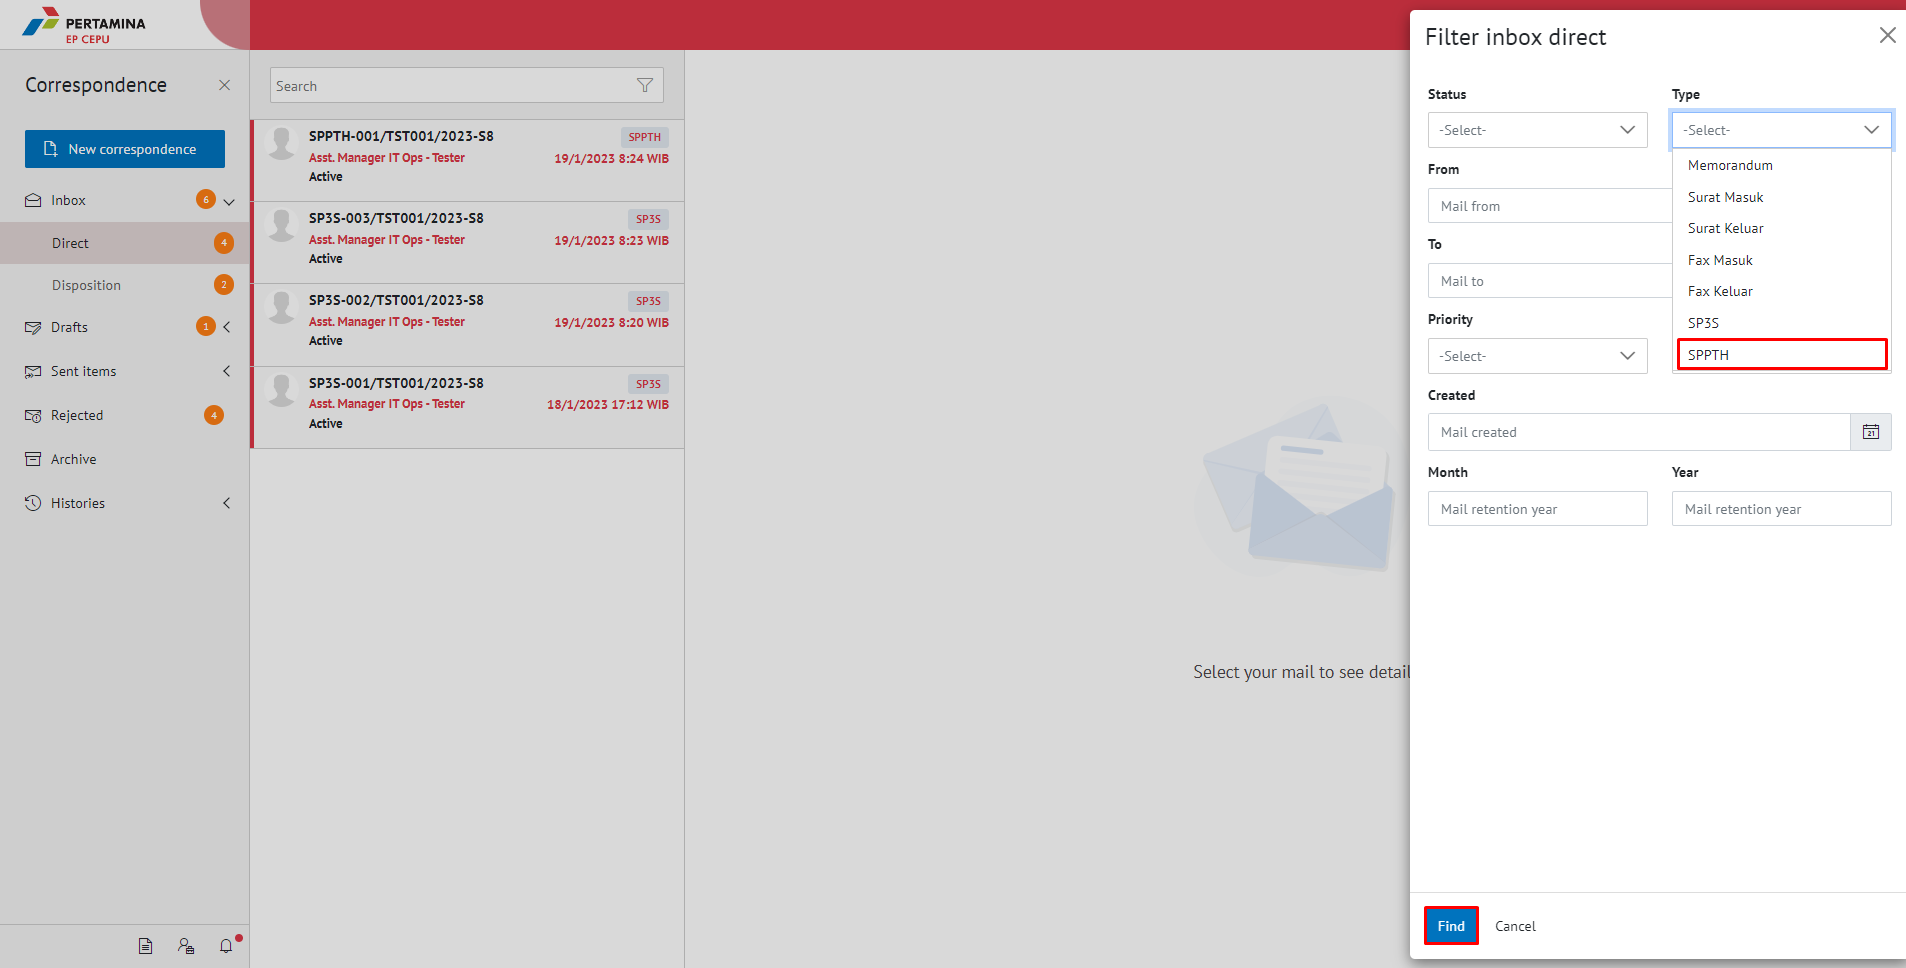 PERTAMINA
EP CEPU
Correspondence
New correspondence
Inbox
6
Direct
4
Disposition
2
Drafts
1
Sent items
Rejected
4
Archive
Histories
Search
SPPTH-001/TST001/2023-S8
SPPTH
Asst. Manager IT Ops - Tester
19/1/2023 8:24 WIB
Active
SP3S-003/TST001/2023-S8
SP3S
Asst. Manager IT Ops - Tester
19/1/2023 8:23 WIB
Active
SP3S-002/TST001/2023-S8
SP3S
Asst. Manager IT Ops - Tester
19/1/2023 8:20 WIB
Active
SP3S-001/TST001/2023-S8
SP3S
Asst. Manager IT Ops - Tester
18/1/2023 17:12 WIB
Active
Select your mail to see detail
Filter inbox direct
Status
-Select-
Type
-Select-
Memorandum
Surat Masuk
Surat Keluar
Fax Masuk
Fax Keluar
SP3S
SPPTH
From
Mail from
To
Mail to
Priority
-Select-
Created
Mail created
21
Month
Mail retention year
Year
Mail retention year
Find
Cancel